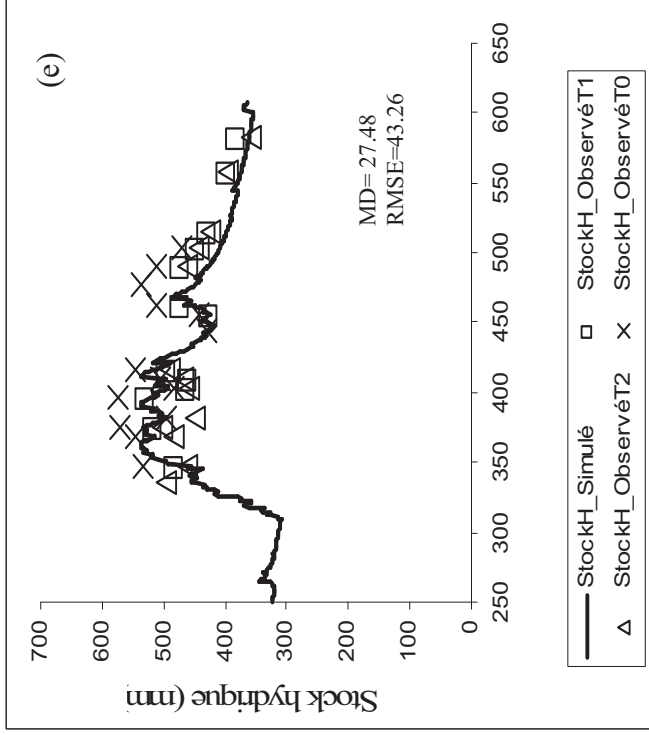 (e)
Stock hydrique (mm)
700
600
500
400
300
200
100
0
250
300
350
400
450
500
550
600
650
MD= 27.48
RMSE=43.26
StockH_Simulé
StockH_ObservéT1
StockH_ObservéT2
StockH_ObservéT0